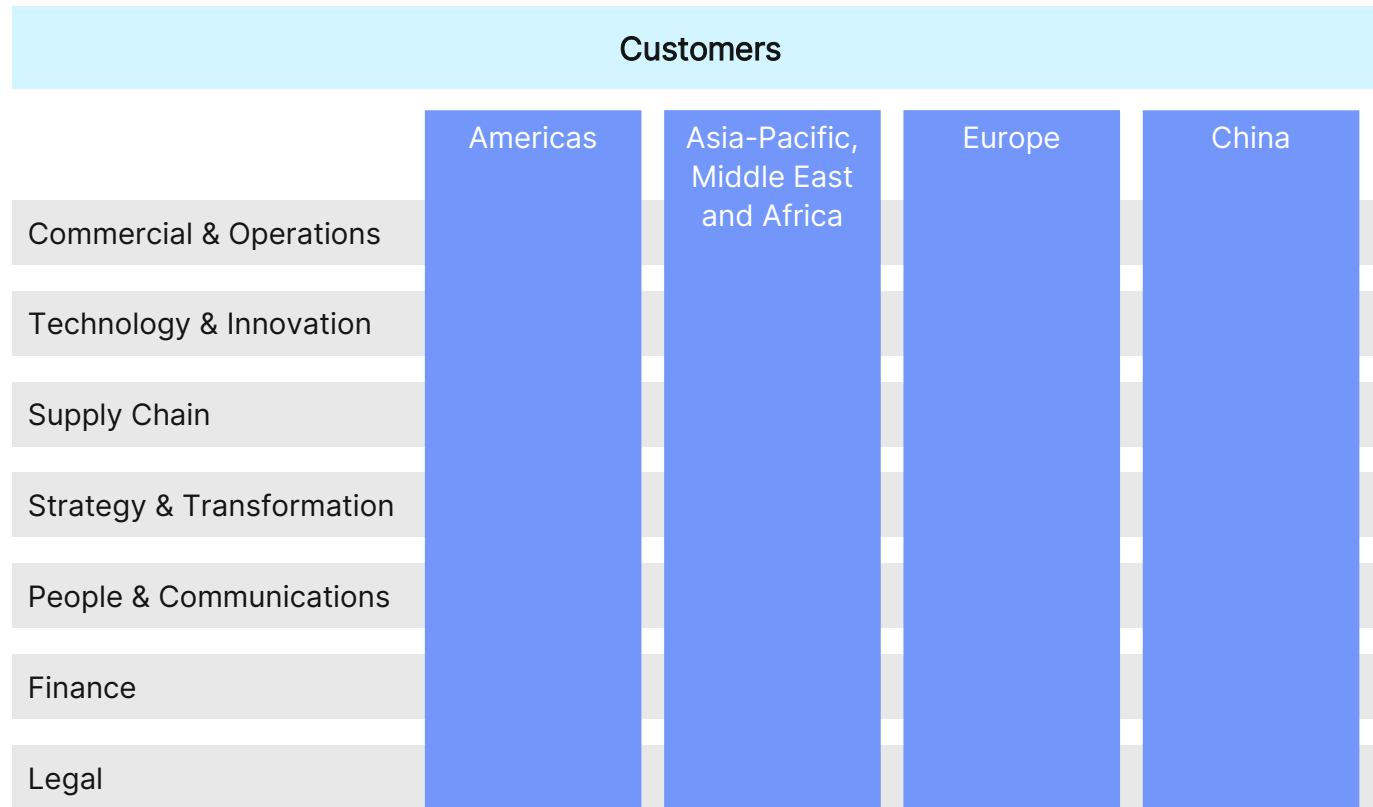 Customers
Americas
Asia-Pacific,
Middle East
and Africa
Europe
China
Commercial & Operations
Technology & Innovation
Supply Chain
Strategy & Transformation
People & Communications
Finance
Legal